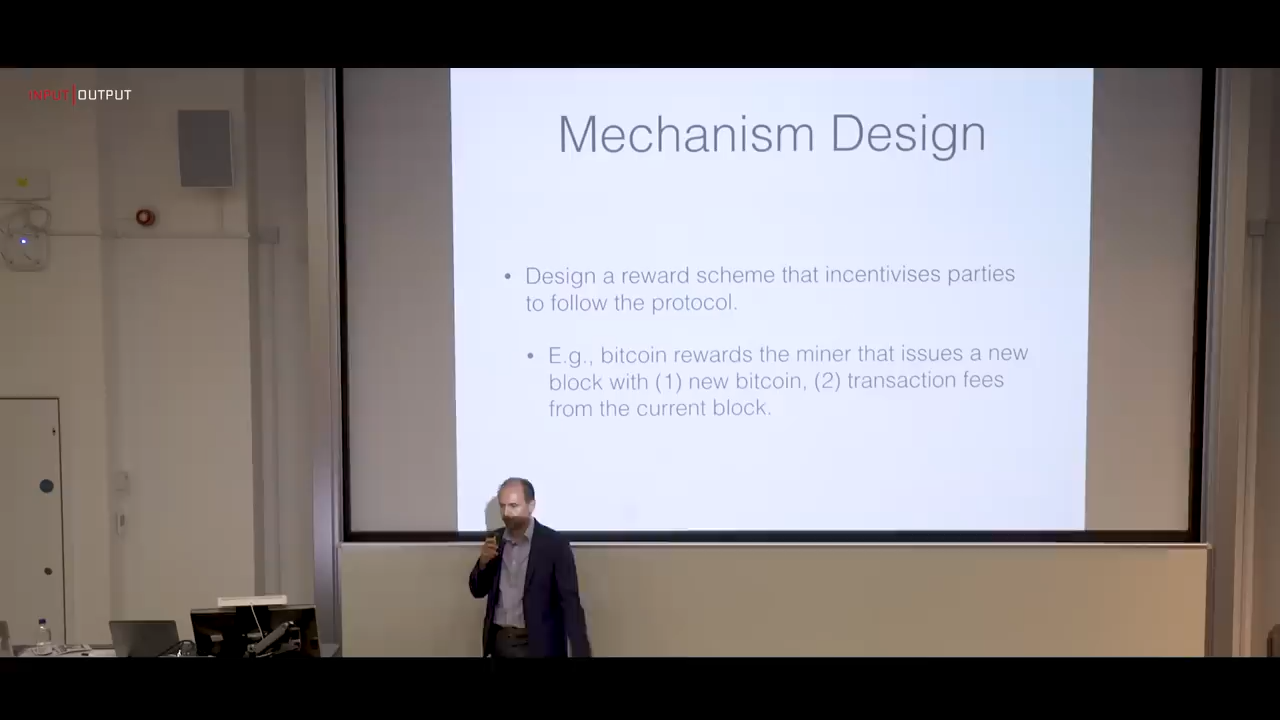 INPUT|OUTPUT
Mechanism Design
• Design a reward scheme that incentivises parties
to follow the protocol.
• E.g., bitcoin rewards the miner that issues a new
block with (1) new bitcoin, (2) transaction fees
from the current block.